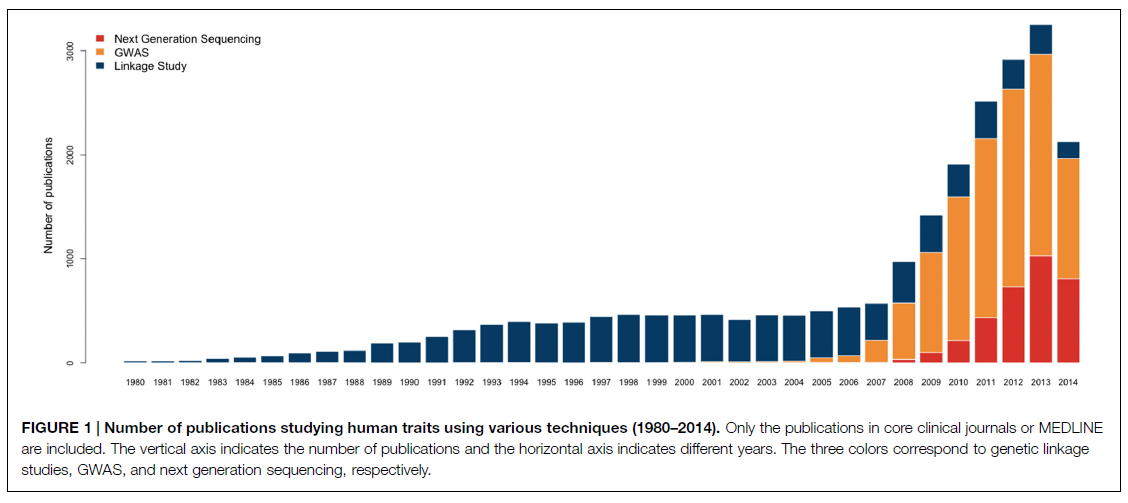 Next Generation Sequencing
GWAS
Linkage Study
Number of publications
3000
2000
1000
0
1980 1981 1982 1983 1984 1985 1986 1987 1988 1989 1990 1991 1992 1993 1994 1995 1996 1997 1998 1999 2000 2001 2002 2003 2004 2005 2006 2007 2008 2009 2010 2011 2012 2013 2014
FIGURE 1 | Number of publications studying human traits using various techniques (1980–2014). Only the publications in core clinical journals or MEDLINE
are included. The vertical axis indicates the number of publications and the horizontal axis indicates different years. The three colors correspond to genetic linkage
studies, GWAS, and next generation sequencing, respectively.